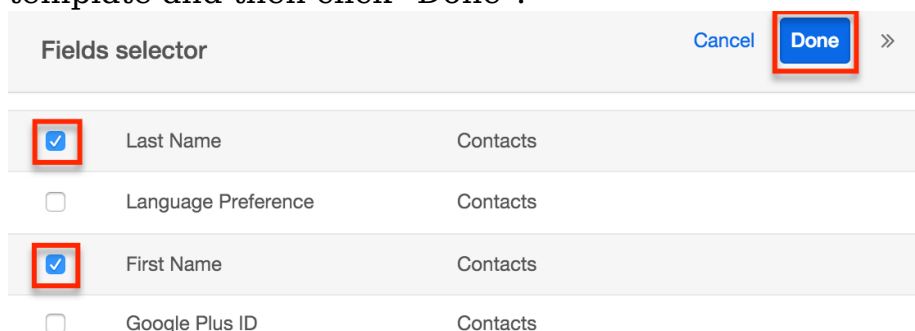 template and then click "Done".
Fields selector Cancel Done »
Last Name Contacts
Language Preference Contacts
First Name Contacts
Google Plus ID Contacts